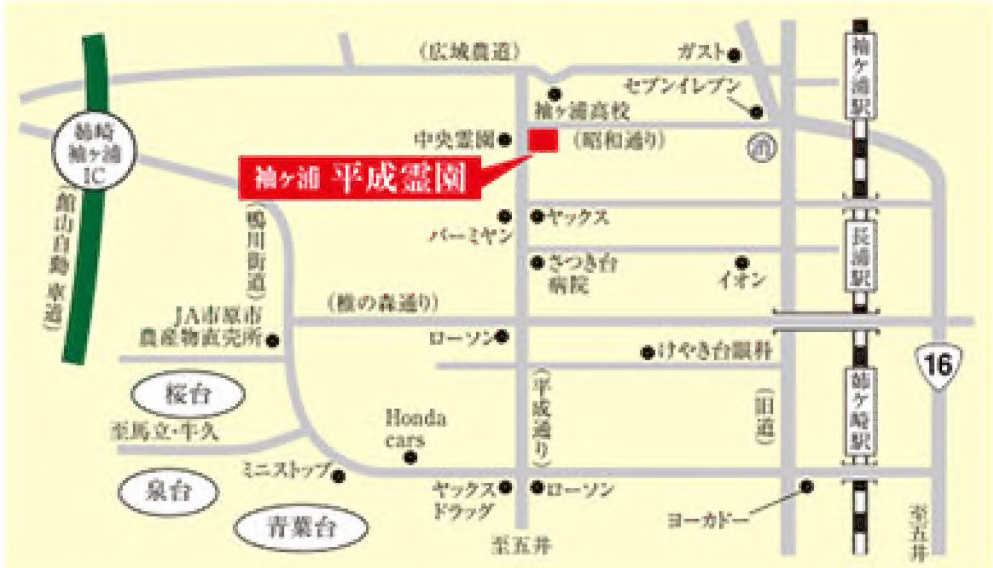 (広域農道)
ガスト
袖ヶ浦駅
セブンイレブン
袖ヶ浦高校
姉崎
袖ヶ浦
IC
中央霊園
(昭和通り)
消
袖ヶ浦 平成霊園
(館山自動車道)
(鴨川街道)
バーミヤン
ヤックス
長浦駅
さつき台
病院
イオン
(椎の森通り)
JA市原市
農産物直売所
ローソン
けやき台眼科
16
桜台
(平成通り)
(旧道)
姉ヶ崎駅
Honda
cars
至馬立・牛久
ミニストップ
泉台
ヤックス
ドラッグ
ローソン
ヨーカドー
青葉台
至五井
至五井